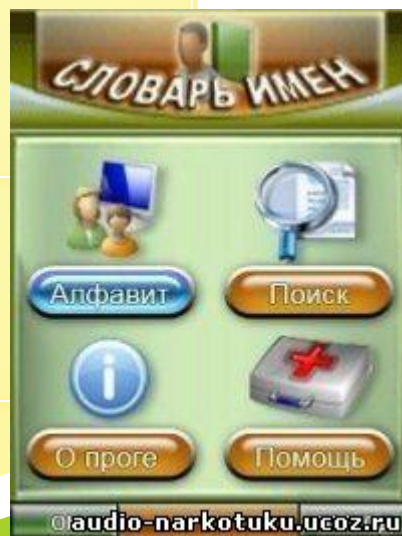 СЛОВАРЬ ИМЕН
Алфавит
Поиск
О проге
Помощь
audio-narkotuku.ucoz.ru